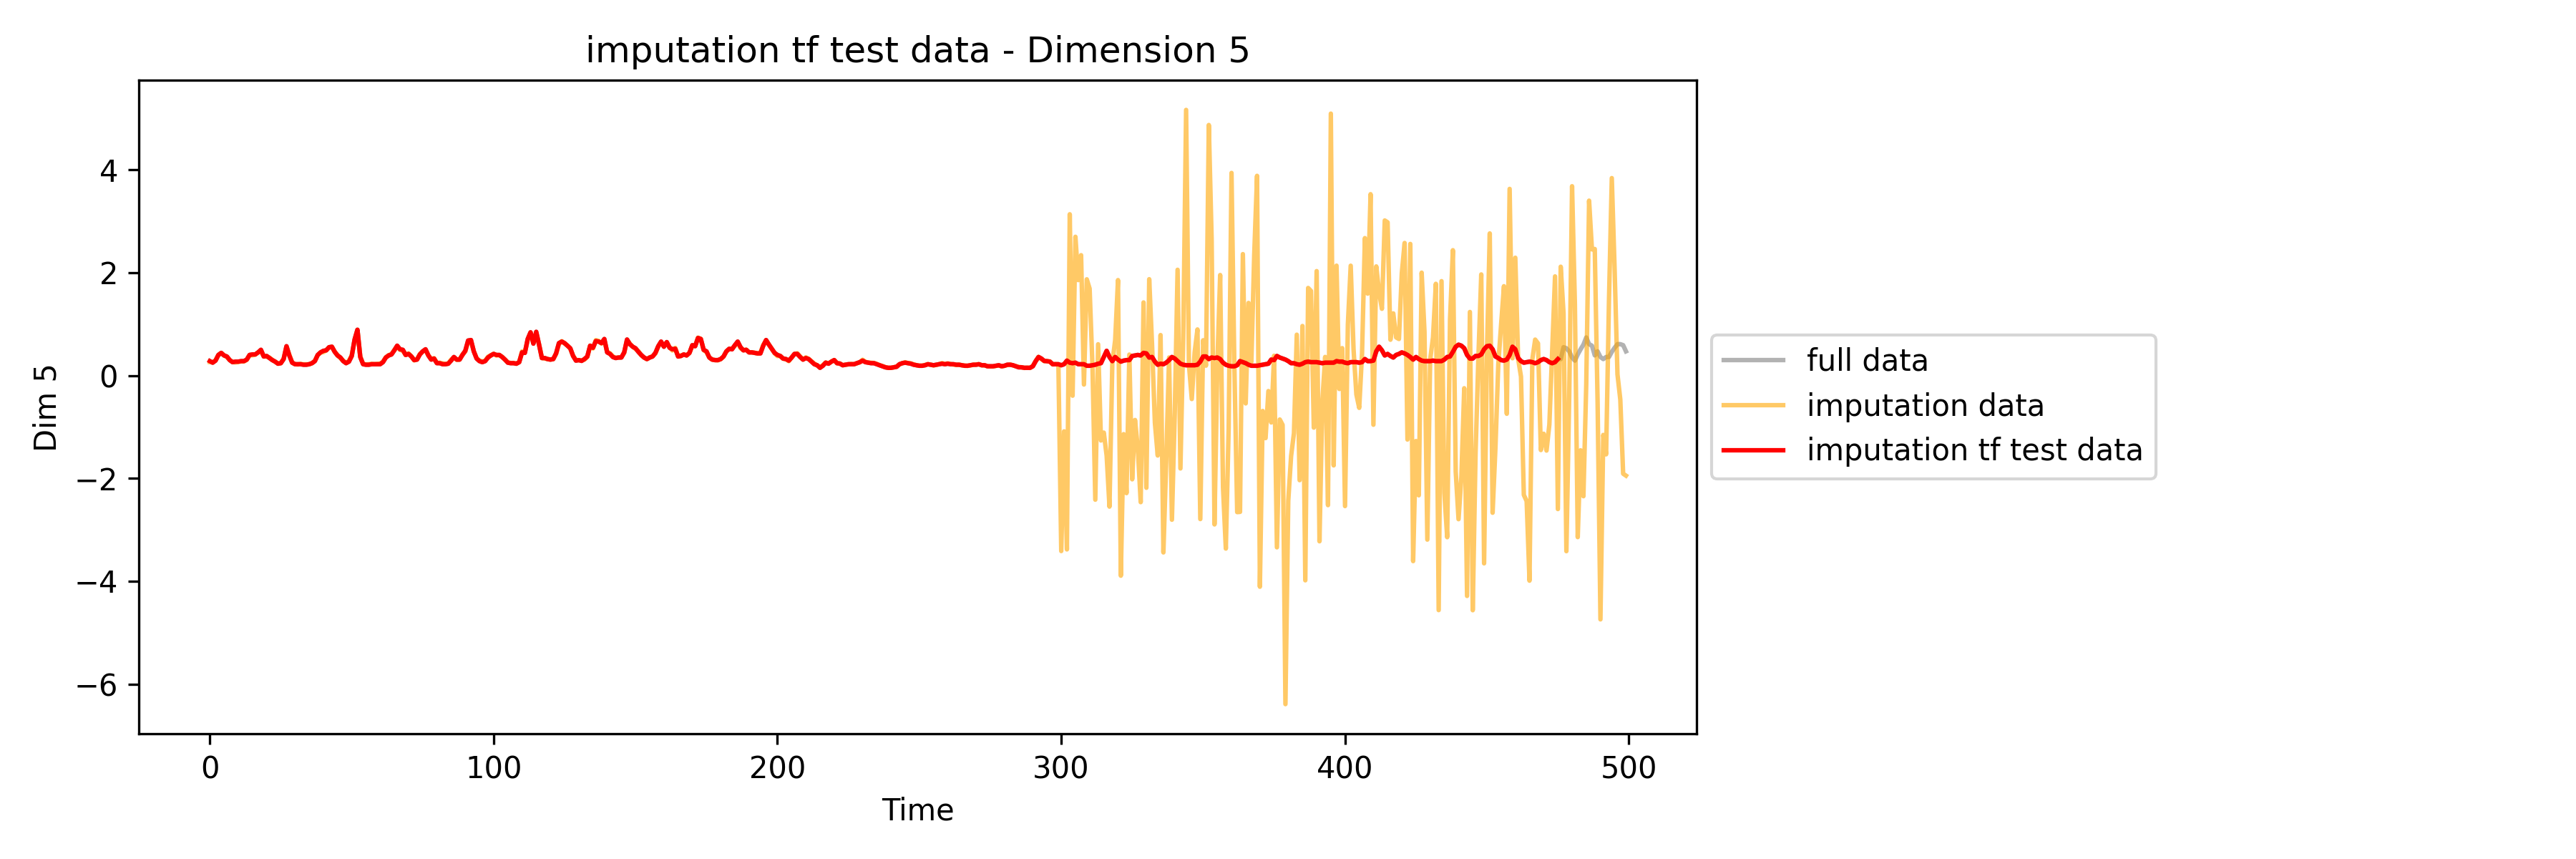 imputation tf test data - Dimension 5
Dim 5
4
2
0
−2
−4
−6
0 100 200 300 400 500
Time
full data
imputation data
imputation tf test data